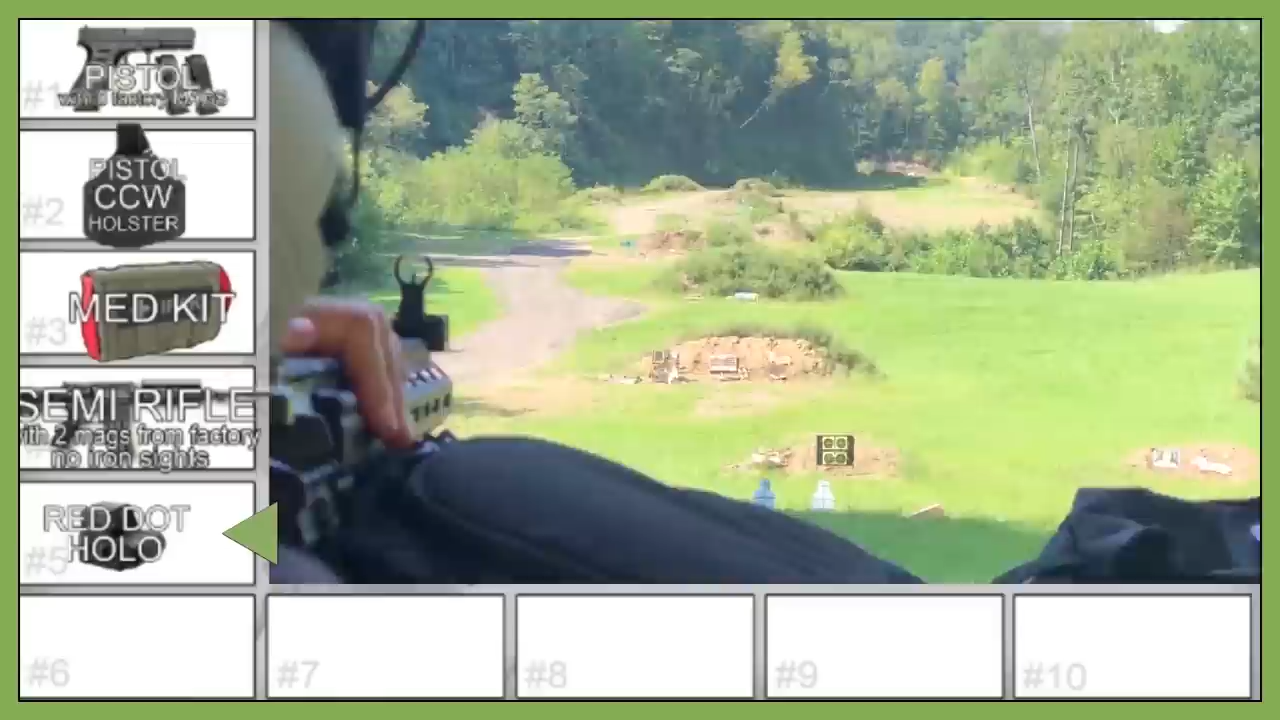 #1
PISTOL
#2
PISTOL
CCW
HOLSTER
#3
MED KIT
SEMI RIFLE
with 2 mags from factory
no iron sights
#5
RED DOT
HOLO
#6
#7
#8
#9
#10